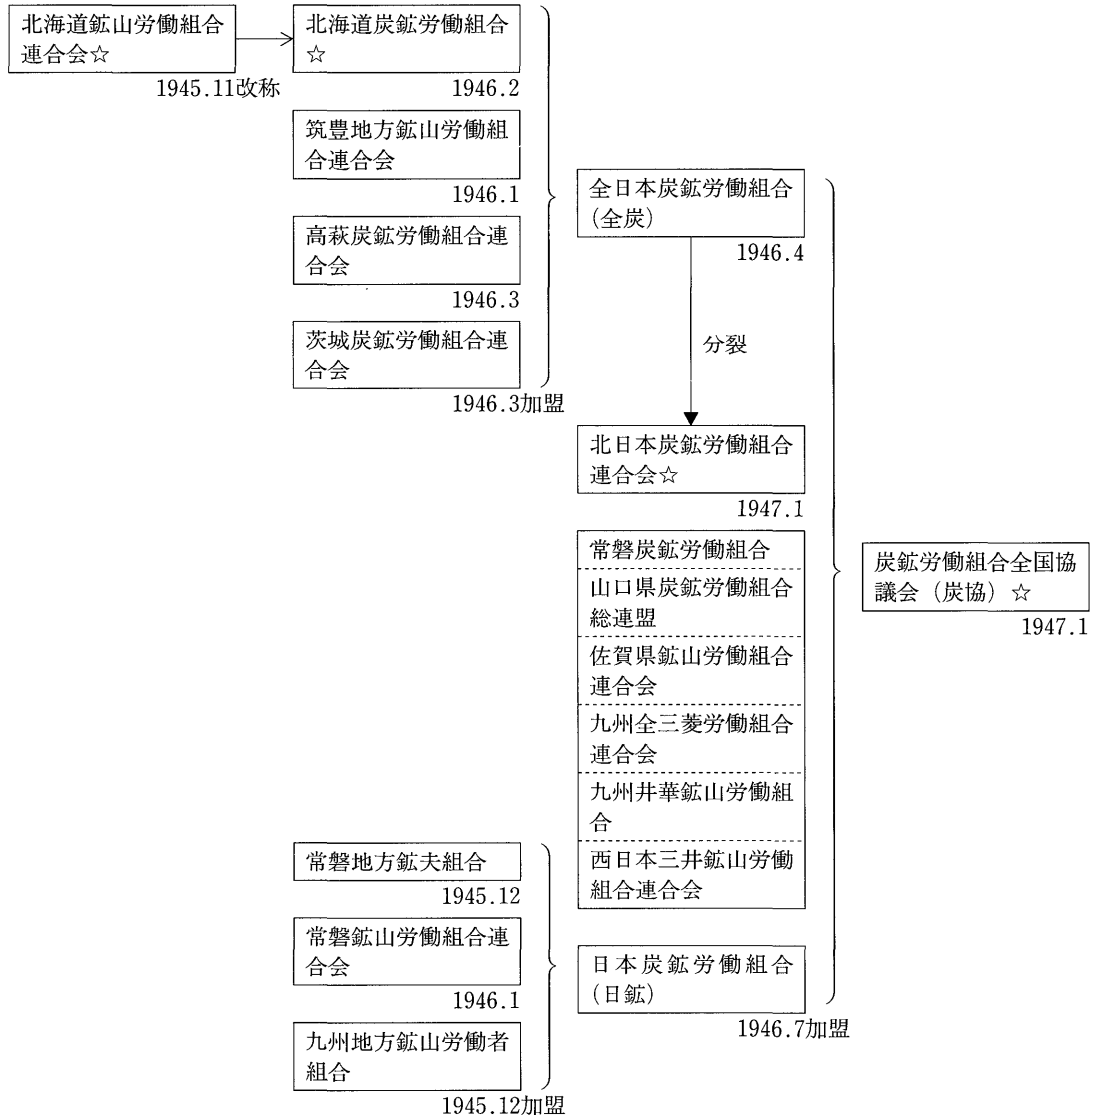 北海道鉱山労働組合
連合会☆
1945.11改称
北海道炭鉱労働組合
☆
1946.2
筑豊地方鉱山労働組
合連合会
1946.1
高萩炭鉱労働組合連
合会
1946.3
茨城炭鉱労働組合連
合会
1946.3加盟
全日本炭鉱労働組合
(全炭)
1946.4
分裂
北日本炭鉱労働組合
連合会☆
1947.1
常磐炭鉱労働組合
山口県炭鉱労働組合
総連盟
佐賀県鉱山労働組合
連合会
九州全三菱労働組合
連合会
九州井華鉱山労働組
合
西日本三井鉱山労働
組合連合会
常磐地方鉱夫組合
1945.12
常磐鉱山労働組合連
合会
1946.1
九州地方鉱山労働者
組合
1945.12加盟
日本炭鉱労働組合
(日鉱)
1946.7加盟
炭鉱労働組合全国協
議会(炭協)☆
1947.1